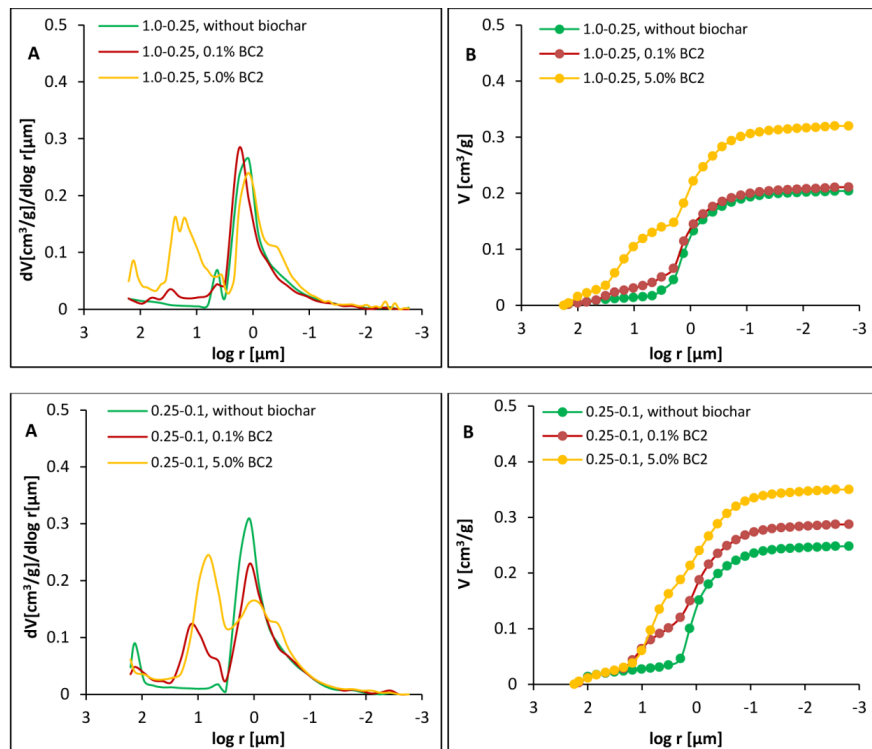 A
1.0-0.25, without biochar
1.0-0.25, 0.1% BC2
1.0-0.25, 5.0% BC2
dV[cm³/g]/dlog r[µm]
0.5
0.4
0.3
0.2
0.1
0
3 2 1 0 -1 -2 -3
log r [µm]
B
1.0-0.25, without biochar
1.0-0.25, 0.1% BC2
1.0-0.25, 5.0% BC2
V [cm³/g]
0.5
0.4
0.3
0.2
0.1
0.0
3 2 1 0 -1 -2 -3
log r [µm]
A
0.25-0.1, without biochar
0.25-0.1, 0.1% BC2
0.25-0.1, 5.0% BC2
dV[cm³/g]/dlog r[µm]
0.5
0.4
0.3
0.2
0.1
0
3 2 1 0 -1 -2 -3
log r [µm]
B
0.25-0.1, without biochar
0.25-0.1, 0.1% BC2
0.25-0.1, 5.0% BC2
V [cm³/g]
0.5
0.4
0.3
0.2
0.1
0.0
3 2 1 0 -1 -2 -3
log r [µm]